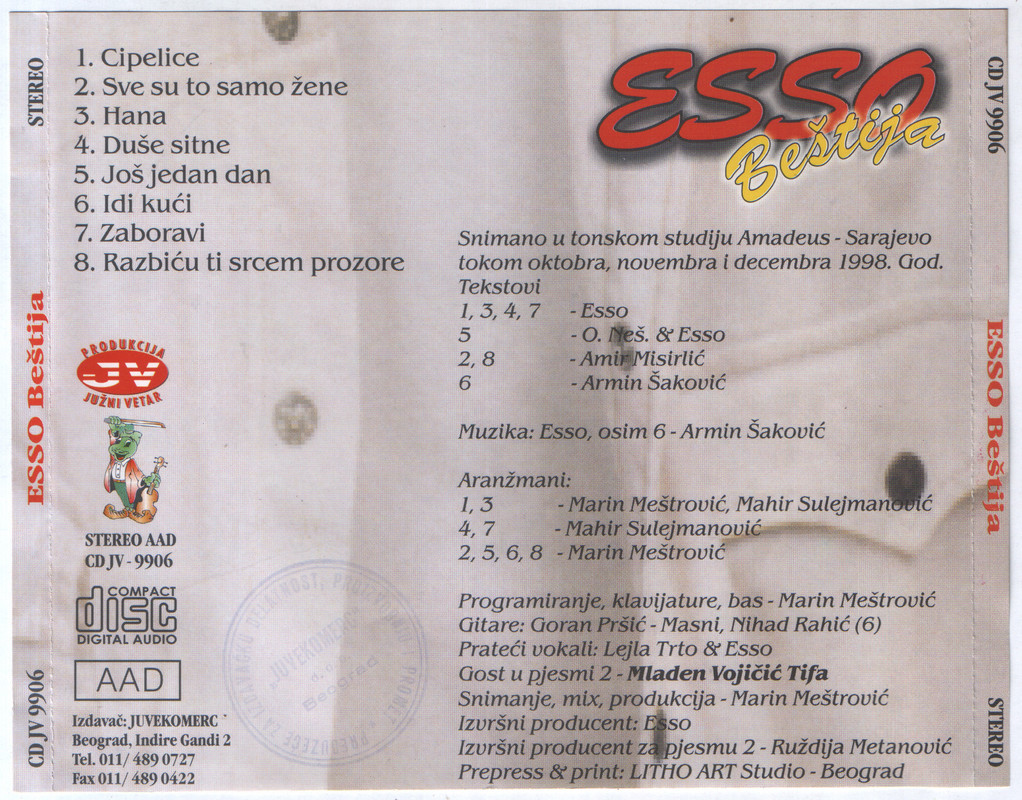 STEREO
ESSO Beštija
CD JV 9906
1. Cipelice
2. Sve su to samo žene
3. Hana
4. Duše sitne
5. Još jedan dan
6. Idi kući
7. Zaboravi
8. Razbiću ti srcem prozore
PRODUKCIJA
JV
JUŽNI VETAR
STEREO AAD
CD JV - 9906
COMPACT
disc
DIGITAL AUDIO
AAD
Izdavač: JUVEKOMERC
Beograd, Indire Gandi 2
Tel. 011/ 489 0727
Fax 011/ 489 0422
PREDUZEĆE ZA IZDAVAČKU DELATNOST, PROIZVODNJU I PROMET
"JUVEKOMERC"
Beograd
ESSO
Beštija
Snimano u tonskom studiju Amadeus - Sarajevo
tokom oktobra, novembra i decembra 1998. God.
Tekstovi
1, 3, 4, 7 - Esso
5 - O. Neš. & Esso
2, 8 - Amir Misirlić
6 - Armin Šaković
Muzika: Esso, osim 6 - Armin Šaković
Aranžmani:
1, 3 - Marin Meštrović, Mahir Sulejmanović
4, 7 - Mahir Sulejmanović
2, 5, 6, 8 - Marin Meštrović
Programiranje, klavijature, bas - Marin Meštrović
Gitare: Goran Pršić - Masni, Nihad Rahić (6)
Prateći vokali: Lejla Trto & Esso
Gost u pjesmi 2 - Mladen Vojičić Tifa
Snimanje, mix, produkcija - Marin Meštrović
Izvršni producent: Esso
Izvršni producent za pjesmu 2 - Ruždija Metanović
Prepress & print: LITHO ART Studio - Beograd
CD JV 9906
ESSO Beštija
STEREO